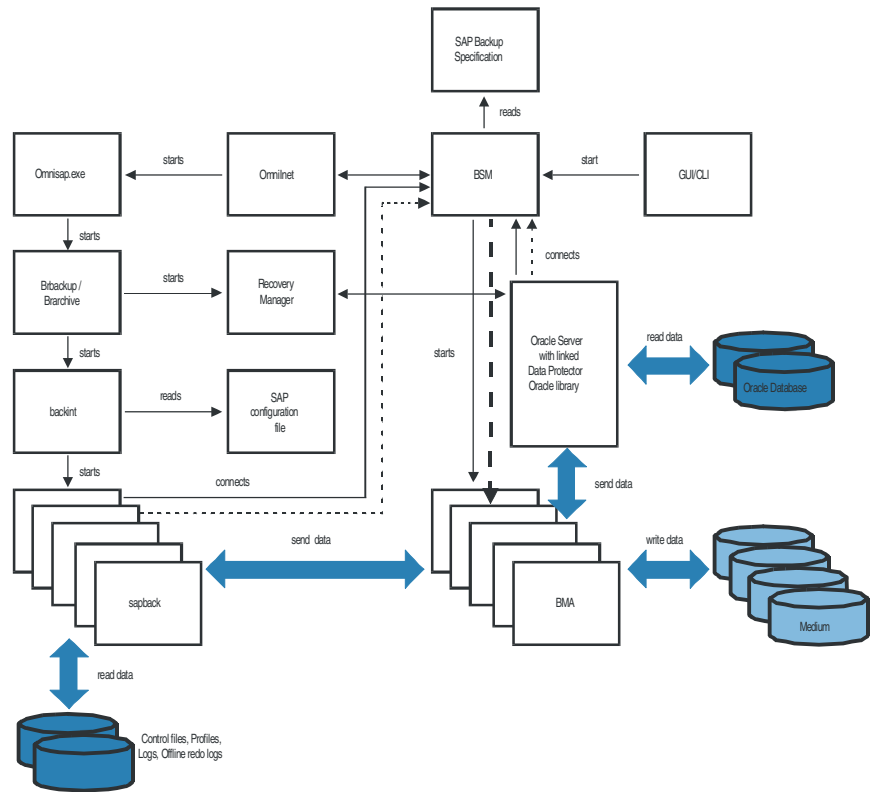 SAP Backup
Specification
reads
Omnisap.exe
starts
OmniInet
BSM
start
GUI/CLI
starts
connects
Brbackup /
Brarchive
starts
Recovery
Manager
starts
starts
Oracle Server
with linked
Data Protector
Oracle library
read data
Oracle Database
backint
reads
SAP
configuration
file
starts
connects
send data
send data
write data
sapback
BMA
Medium
read data
Control files, Profiles,
Logs, Offline redo logs